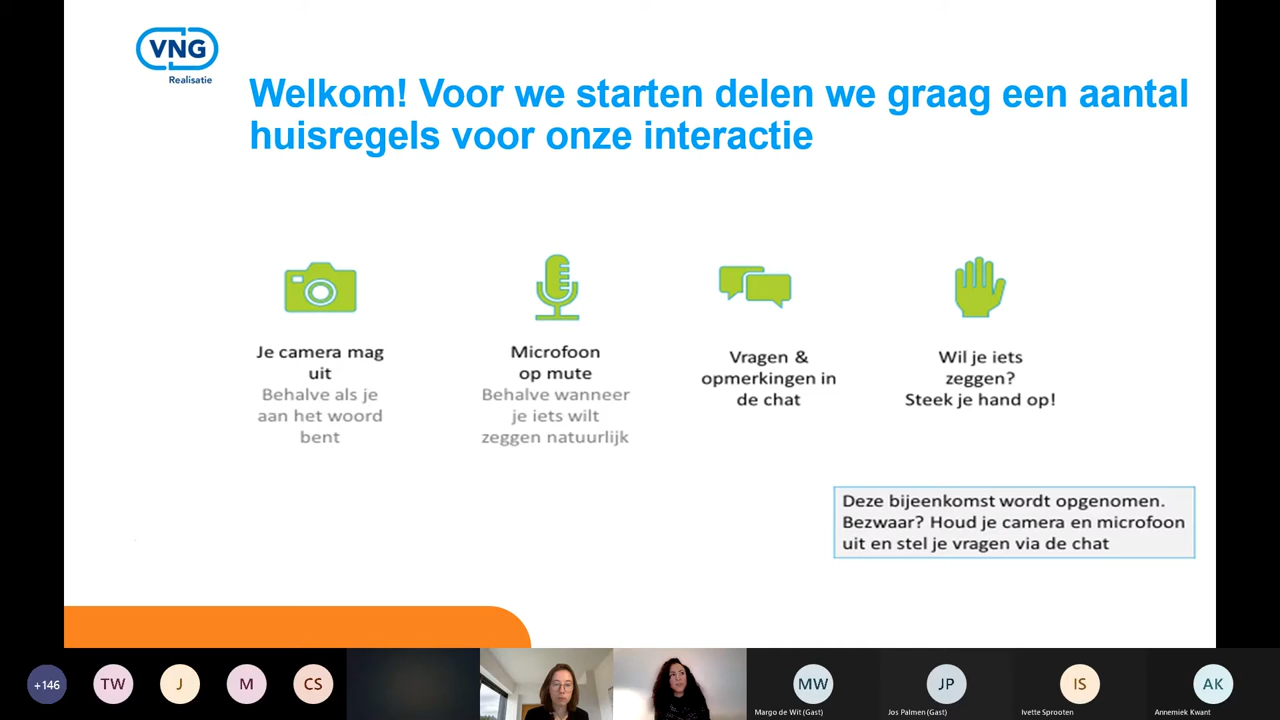 VNG
Realisatie
Welkom! Voor we starten delen we graag een aantal
huisregels voor onze interactie
Je camera mag
uit
Behalve als je
aan het woord
bent
Microfoon
op mute
Behalve wanneer
je iets wilt
zeggen natuurlijk
Vragen &
opmerkingen in
de chat
Wil je iets
zeggen?
Steek je hand op!
Deze bijeenkomst wordt opgenomen.
Bezwaar? Houd je camera en microfoon
uit en stel je vragen via de chat
+146
TW
J
M
CS
MW
Margo de Wit (Gast)
JP
Jos Palmen (Gast)
IS
Ivette Sprooten
AK
Annemiek Kwant